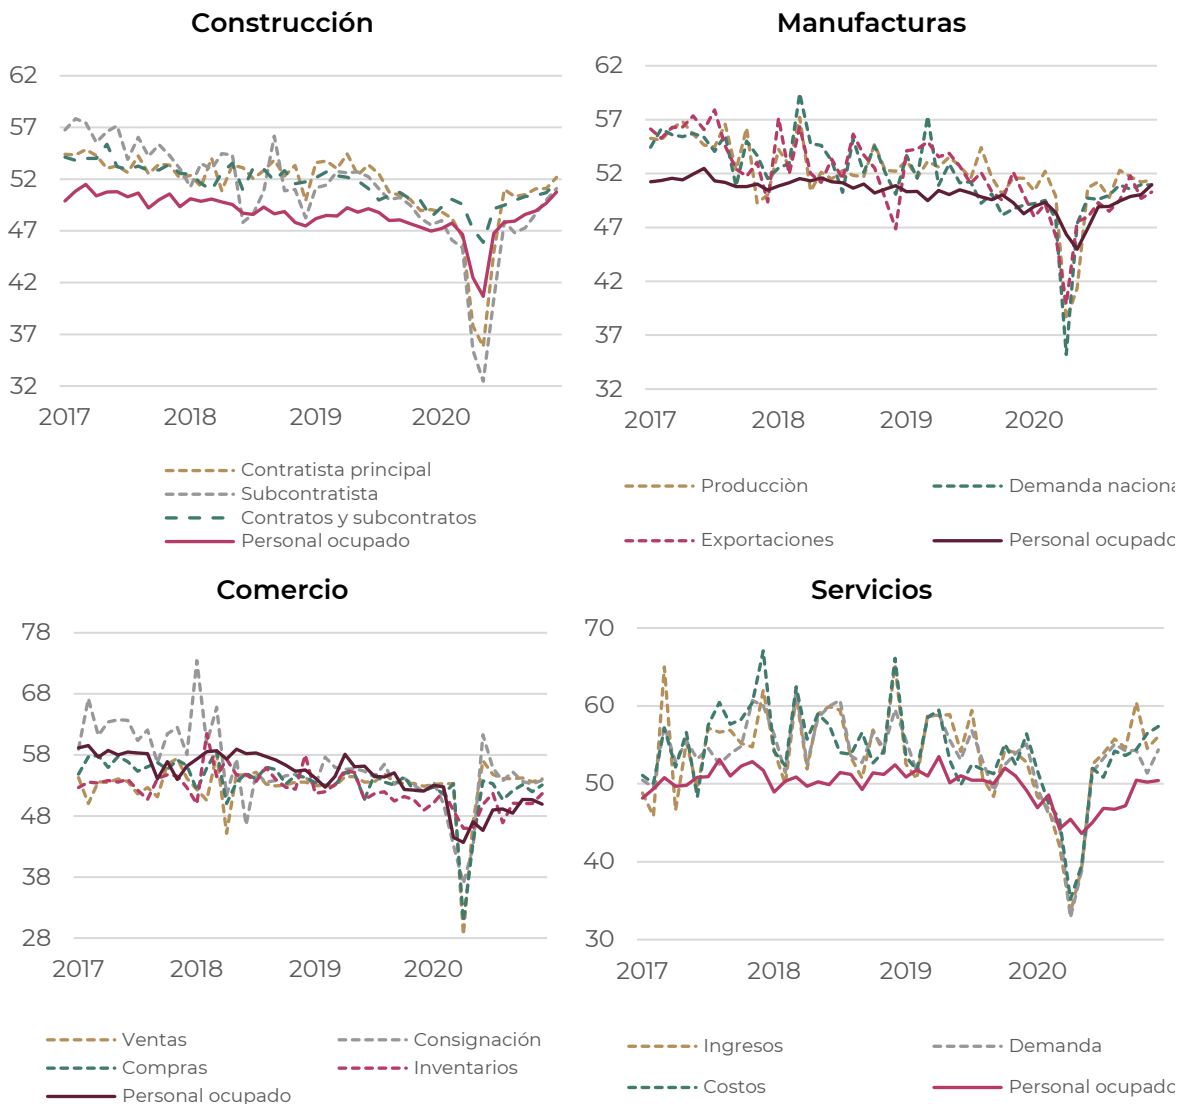 Construcción
62
57
52
47
42
37
32
2017 2018 2019 2020
Contratista principal
Subcontratista
Contratos y subcontratos
Personal ocupado
Manufacturas
62
57
52
47
42
37
32
2017 2018 2019 2020
Producciòn Demanda naciona
Exportaciones Personal ocupado
Comercio
78
68
58
48
38
28
2017 2018 2019 2020
Ventas Consignación
Compras Inventarios
Personal ocupado
Servicios
70
60
50
40
30
2017 2018 2019 2020
Ingresos Demanda
Costos Personal ocupado